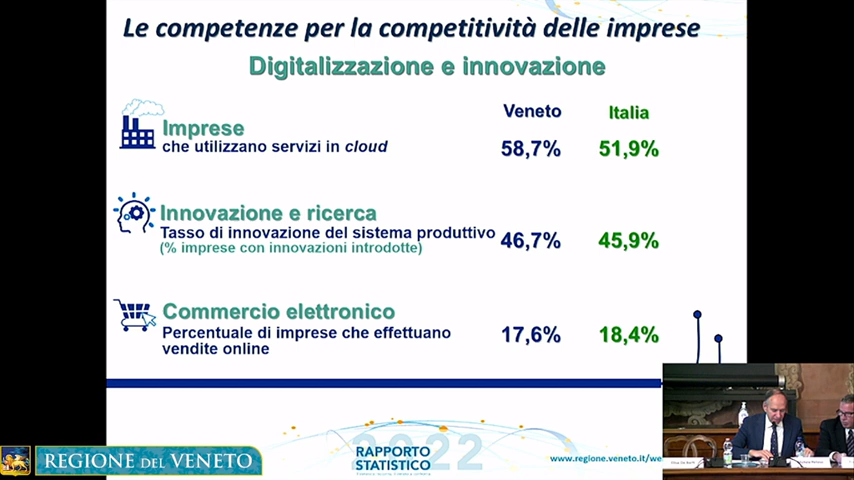 Le competenze per la competitività delle imprese
Digitalizzazione e innovazione
Veneto Italia
Imprese
che utilizzano servizi in cloud
58,7% 51,9%
Innovazione e ricerca
Tasso di innovazione del sistema produttivo
(% imprese con innovazioni introdotte)
46,7% 45,9%
Commercio elettronico
Percentuale di imprese che effettuano
vendite online
17,6% 18,4%
2022
RAPPORTO
STATISTICO
www.regione.veneto.it/we
REGIONE DEL VENETO